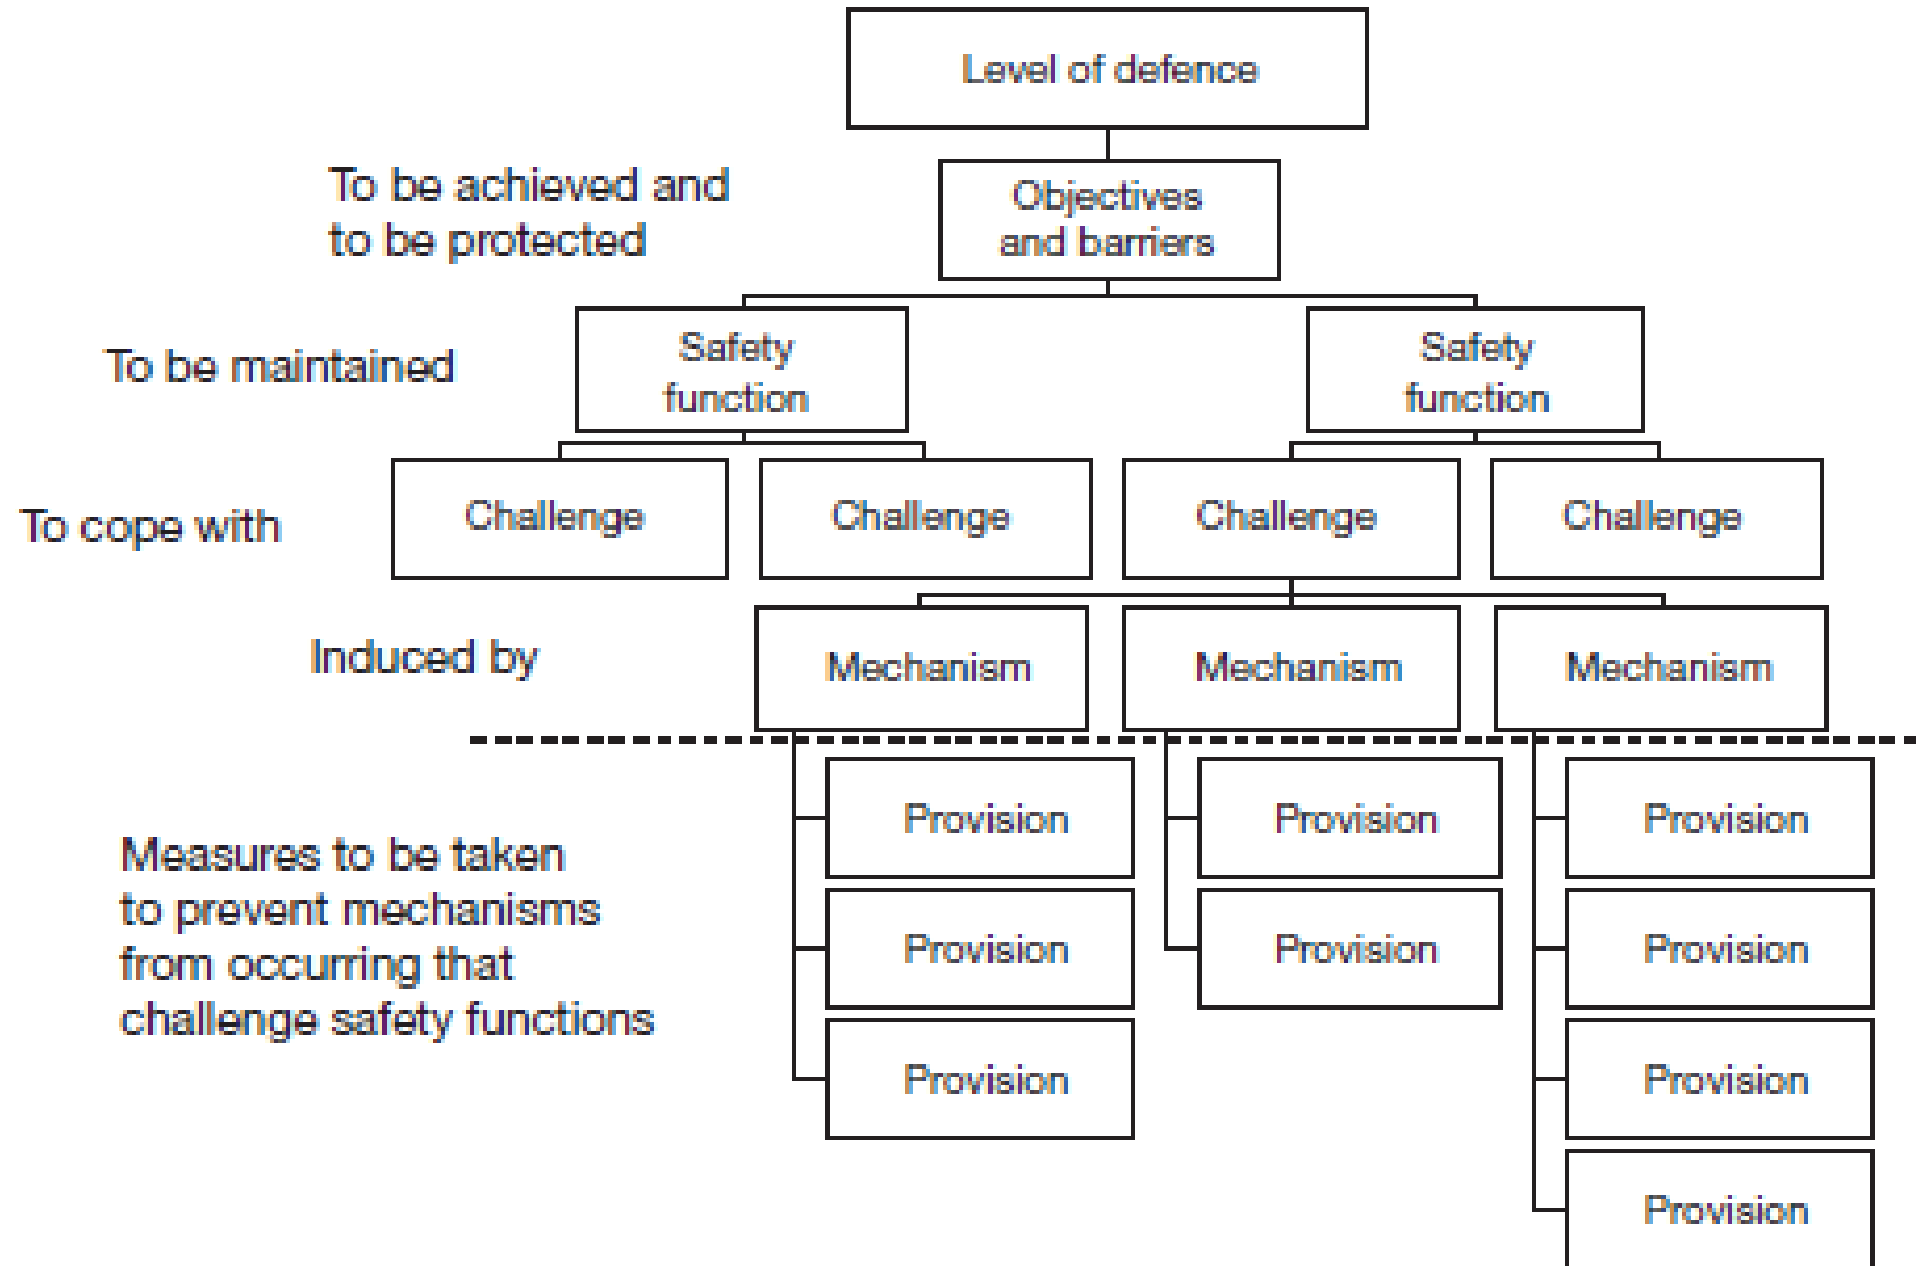 Level of defence
To be achieved and
to be protected
Objectives
and barriers
To be maintained
Safety
function
Safety
function
To cope with
Challenge
Challenge
Challenge
Challenge
Induced by
Mechanism
Mechanism
Mechanism
Measures to be taken
to prevent mechanisms
from occurring that
challenge safety functions
Provision
Provision
Provision
Provision
Provision
Provision
Provision
Provision
Provision